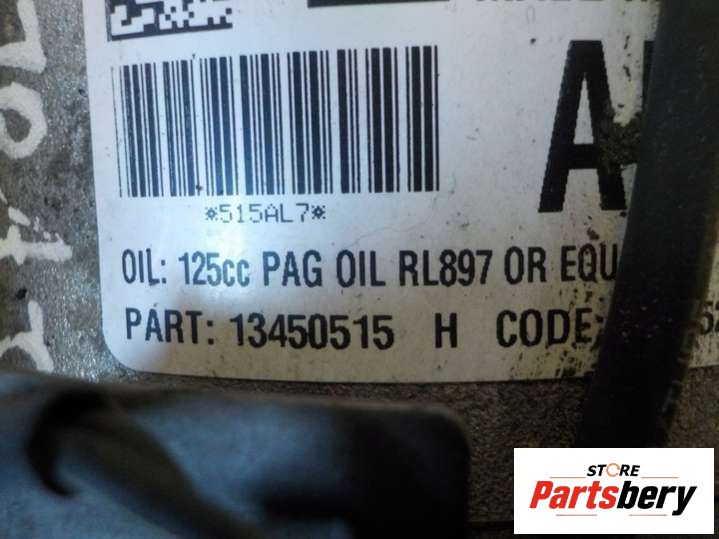 *515AL7*
OIL: 125cc PAG OIL RL897 OR EQU
PART: 13450515 H CODE:
STORE
Partsbery